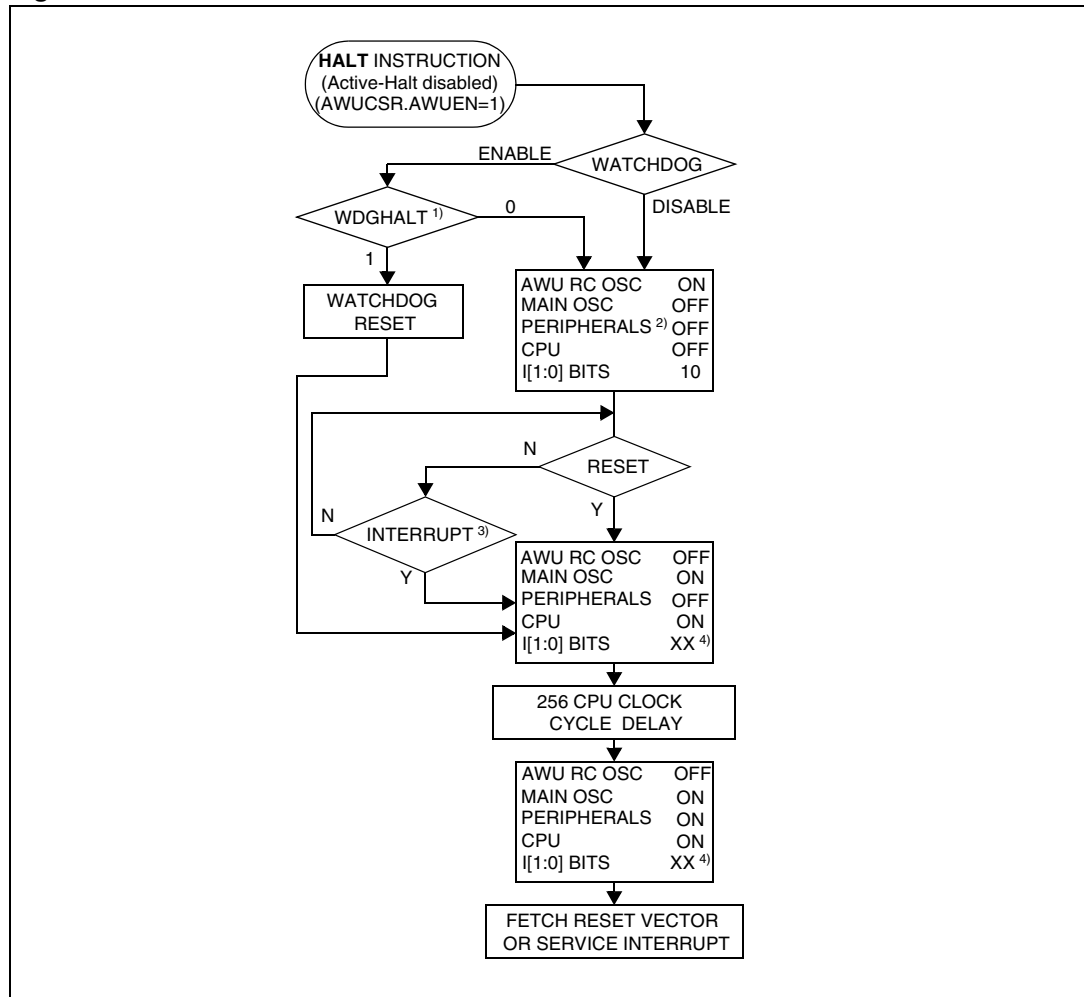 HALT INSTRUCTION
(Active-Halt disabled)
(AWUCSR.AWUEN=1)
WATCHDOG
ENABLE
DISABLE
WDGHALT 1)
0
1
WATCHDOG
RESET
AWU RC OSC ON
MAIN OSC OFF
PERIPHERALS 2) OFF
CPU OFF
I[1:0] BITS 10
RESET
N
Y
INTERRUPT 3)
N
Y
AWU RC OSC OFF
MAIN OSC ON
PERIPHERALS OFF
CPU ON
I[1:0] BITS XX 4)
256 CPU CLOCK
CYCLE DELAY
AWU RC OSC OFF
MAIN OSC ON
PERIPHERALS ON
CPU ON
I[1:0] BITS XX 4)
FETCH RESET VECTOR
OR SERVICE INTERRUPT